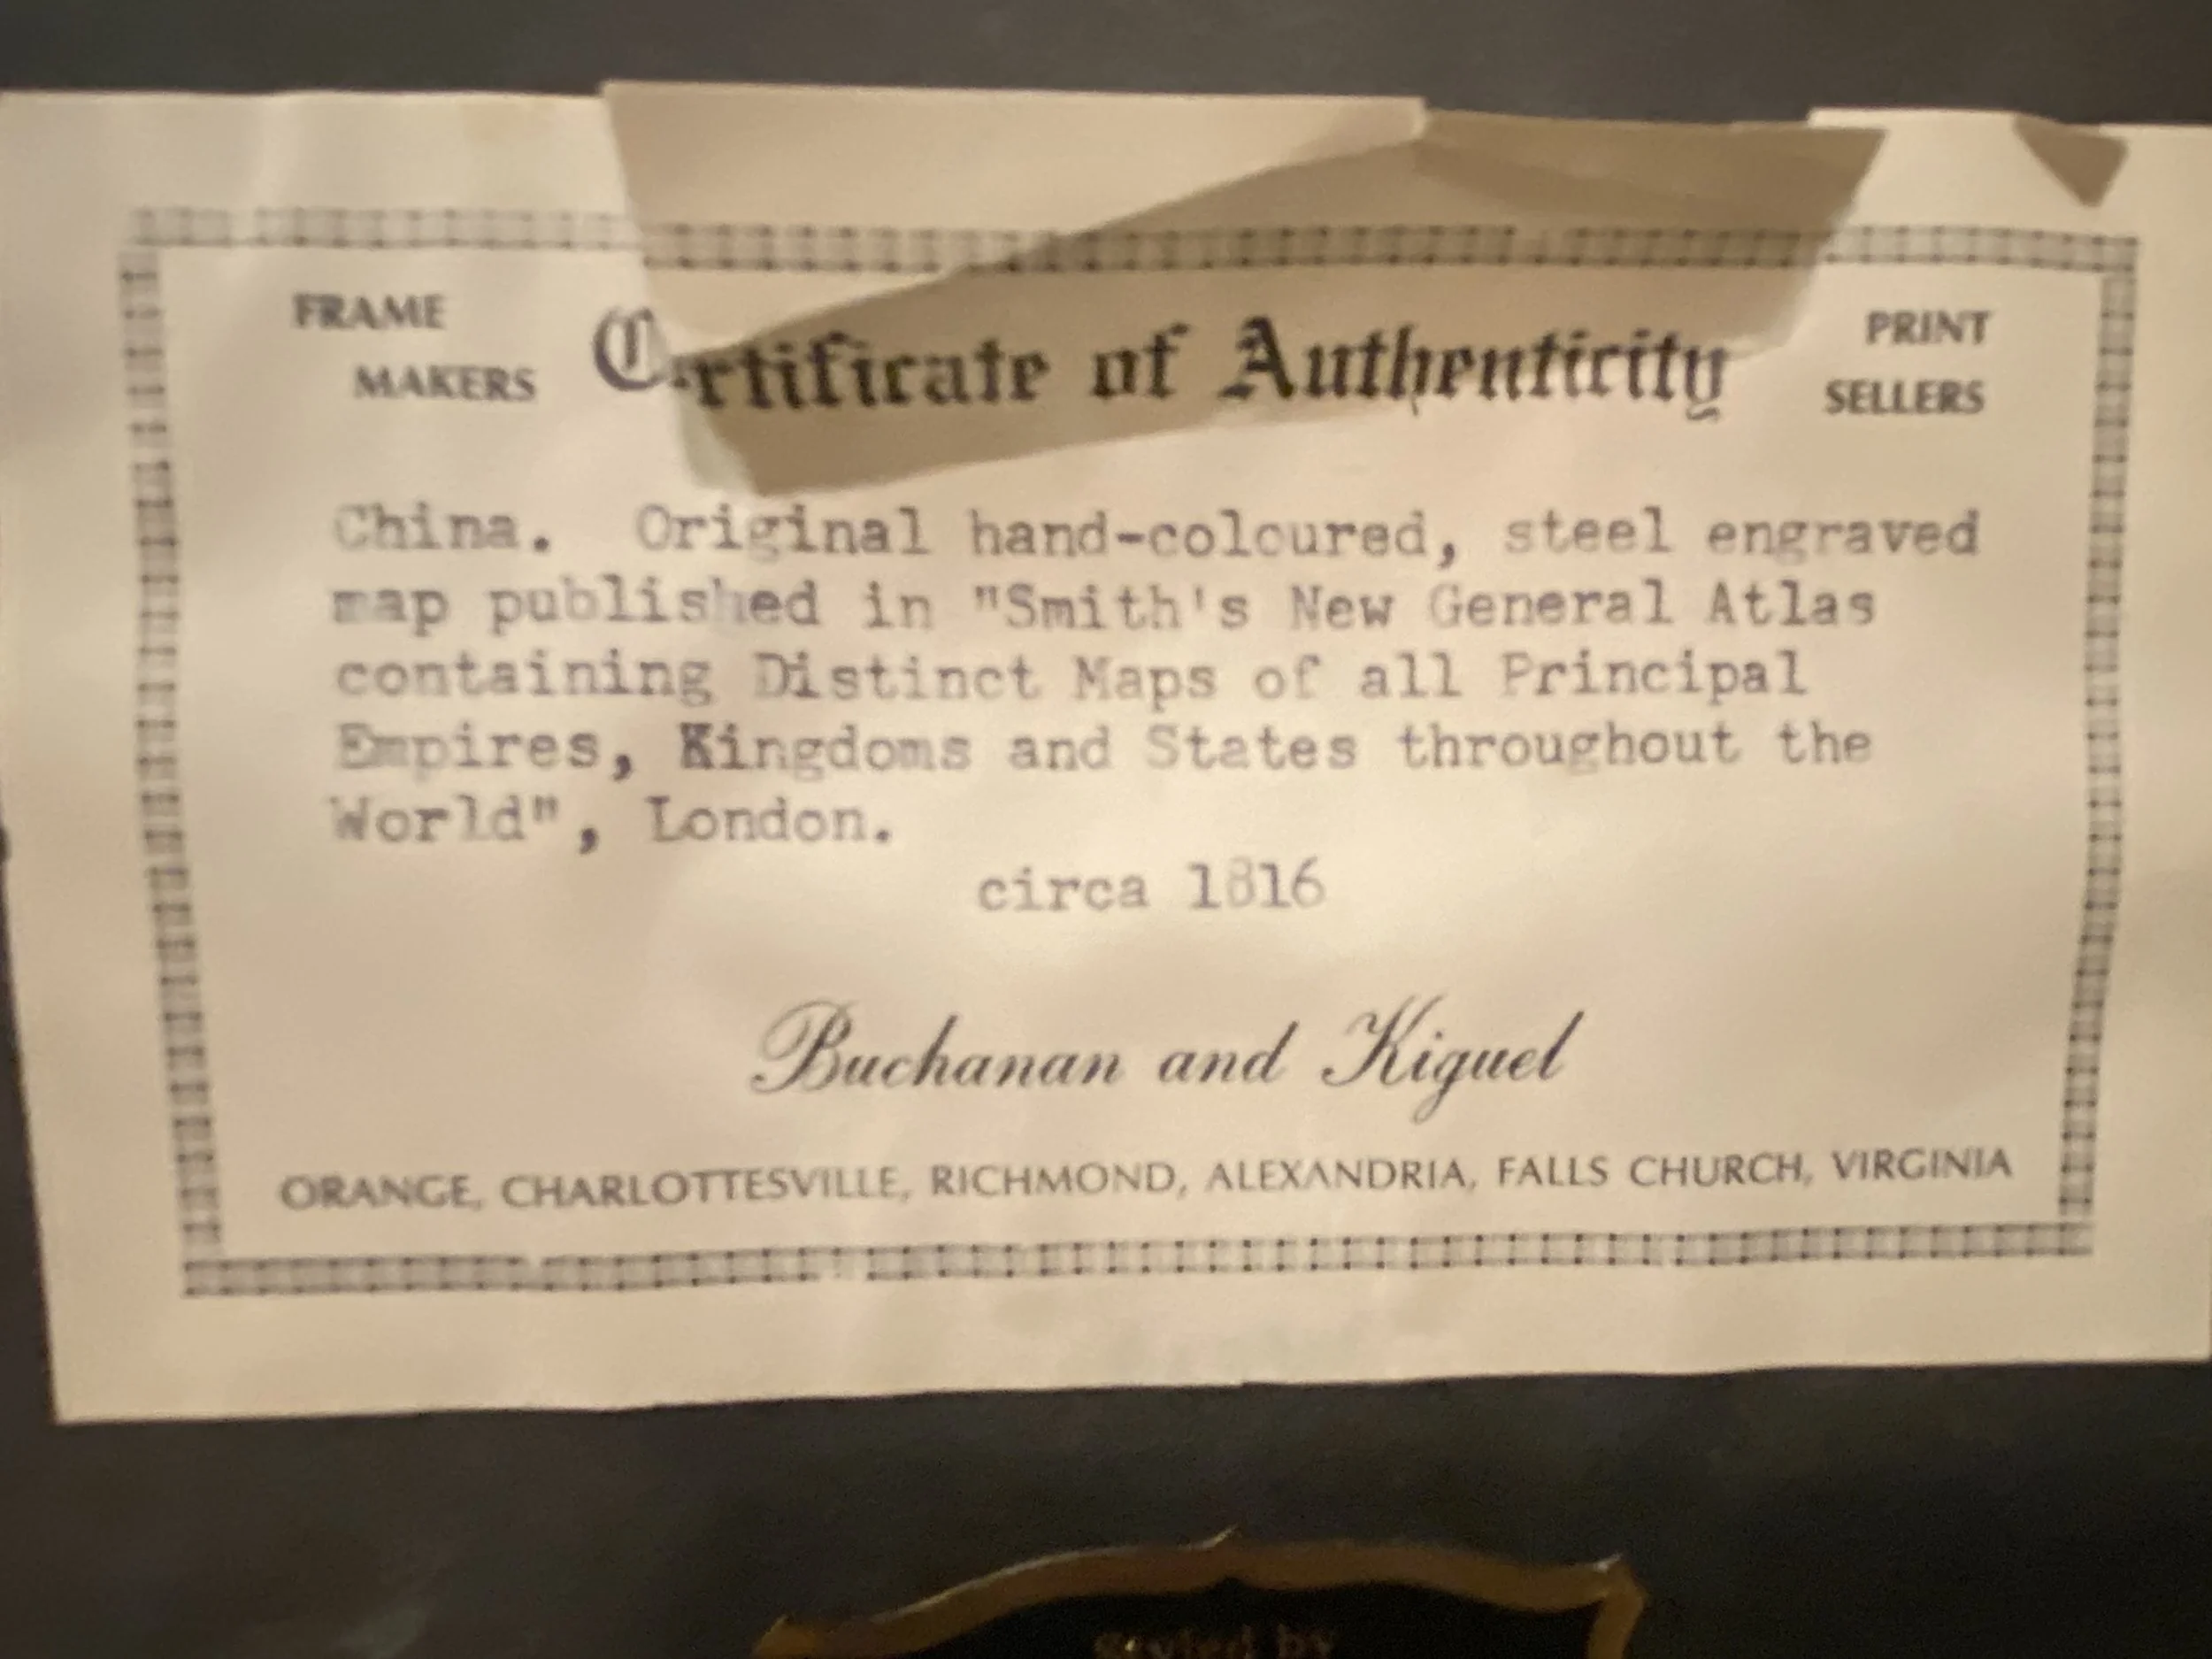 FRAME MAKERS
Certificate of Authenticity
PRINT SELLERS
China. Original hand-coloured, steel engraved
map published in "Smith's New General Atlas
containing Distinct Maps of all Principal
Empires, Kingdoms and States throughout the
World", London.
circa 1816
Buchanan and Kiguel
ORANGE, CHARLOTTESVILLE, RICHMOND, ALEXANDRIA, FALLS CHURCH, VIRGINIA
by